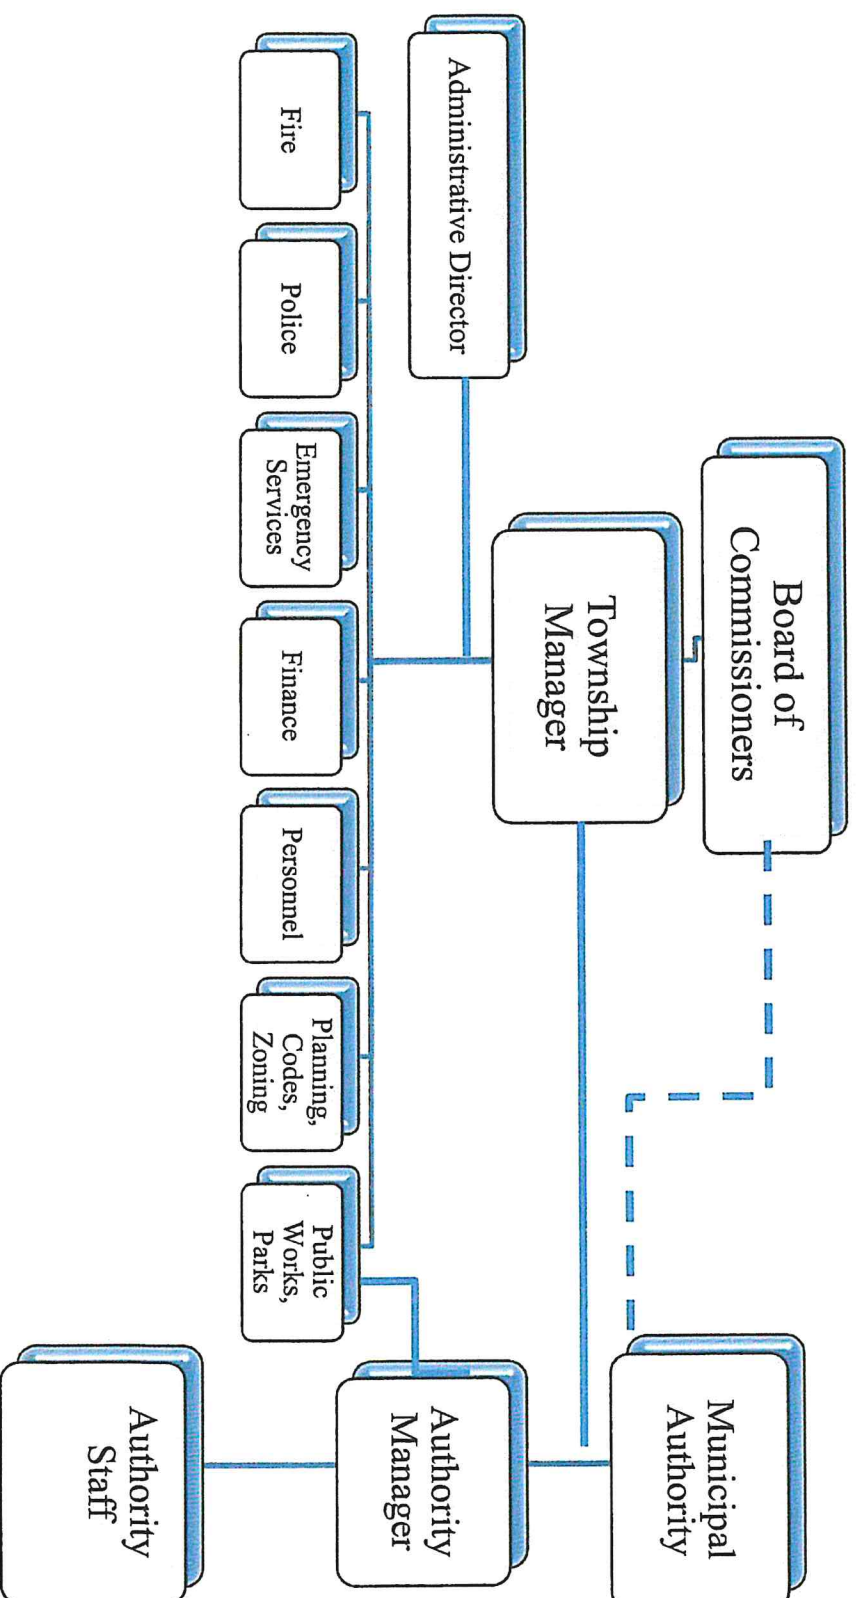 Board of
Commissioners
Township
Manager
Municipal
Authority
Administrative Director
Authority
Manager
Fire
Police
Emergency
Services
Finance
Personnel
Planning,
Codes,
Zoning
Public
Works,
Parks
Authority
Staff